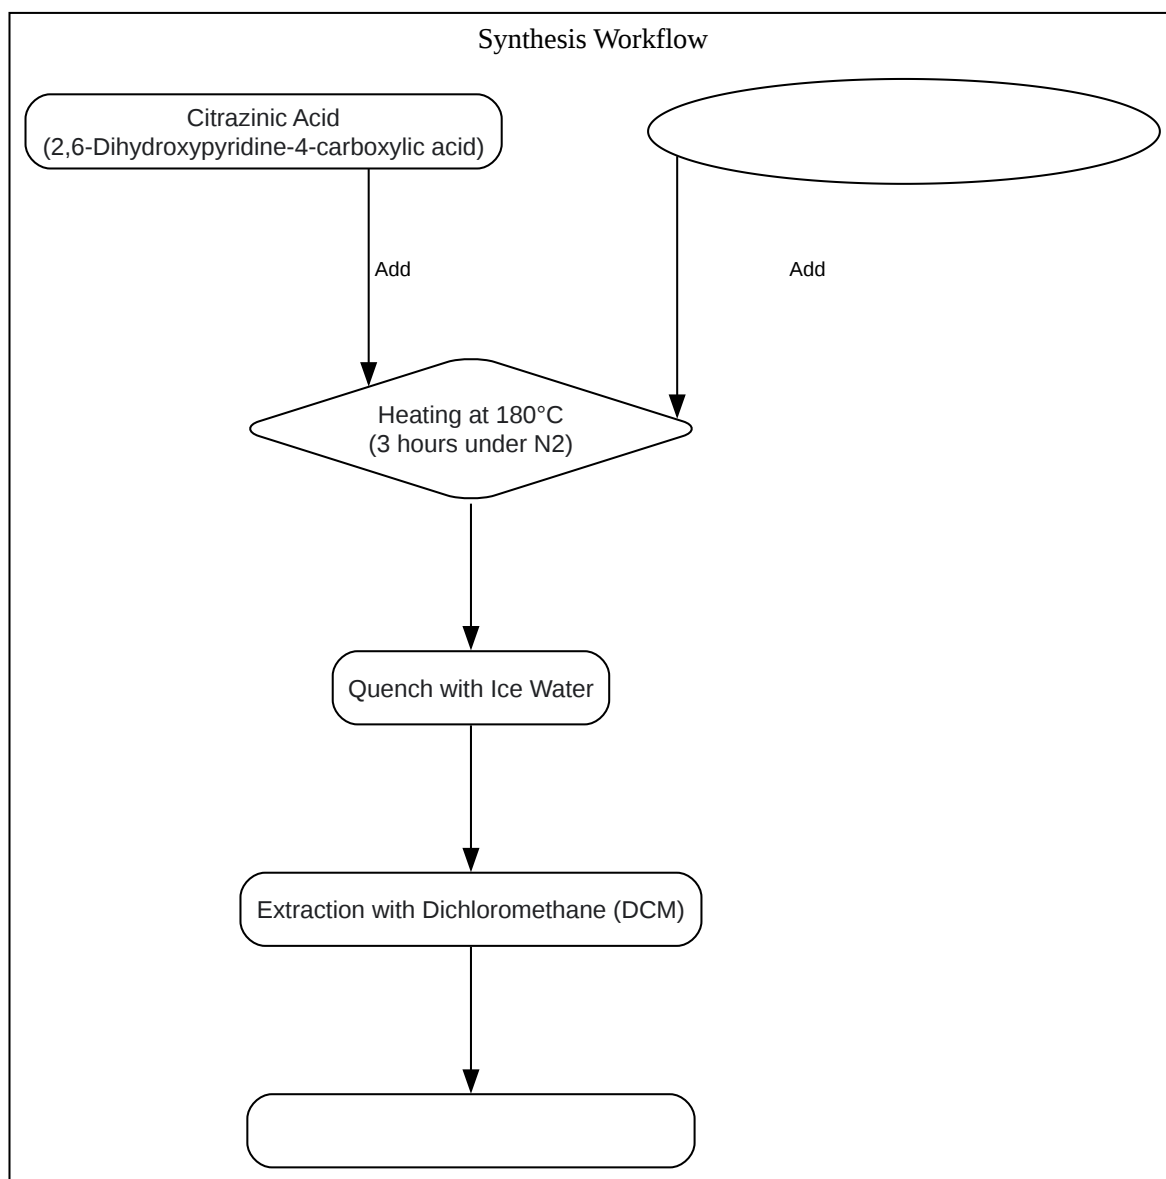 Synthesis Workflow
Citrazinic Acid
(2,6-Dihydroxypyridine-4-carboxylic acid)
Add
Add
Heating at 180°C
(3 hours under N2)
Quench with Ice Water
Extraction with Dichloromethane (DCM)